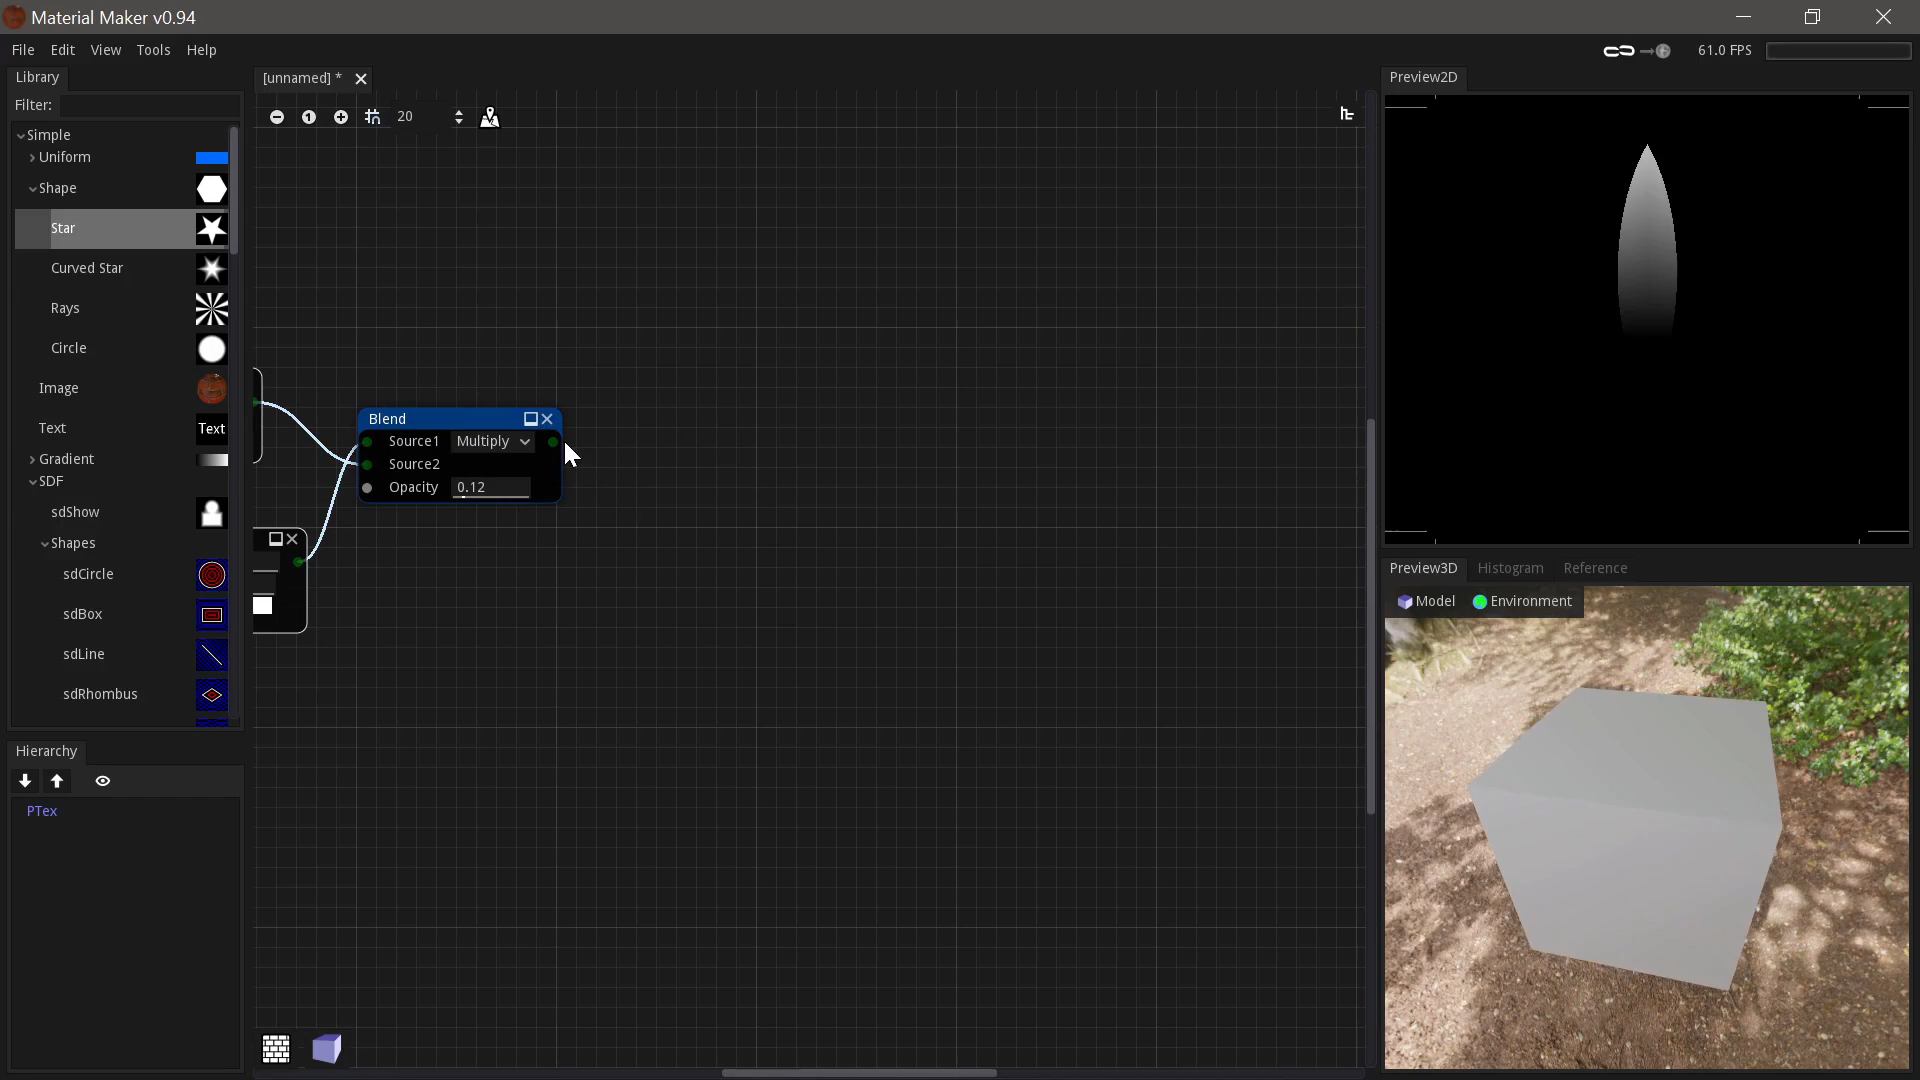 Material Maker v0.94
File Edit View Tools Help
61.0 FPS
Library
[unnamed] *
Preview2D
Filter:
20
Simple
Uniform
Shape
Star
Curved Star
Rays
Circle
Image
Text
Text
Gradient
SDF
sdShow
Shapes
sdCircle
sdBox
sdLine
sdRhombus
Blend
Source1 Multiply
Source2
Opacity 0.12
Preview3D Histogram Reference
Model Environment
Hierarchy
PTex